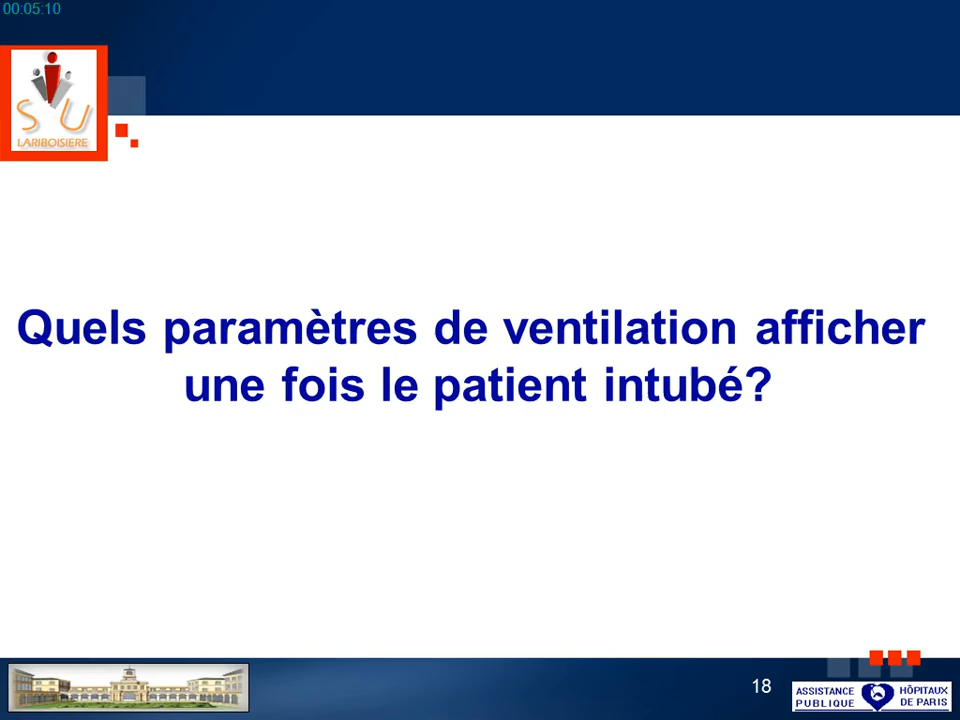 00:05:10
SAU
LARIBOISIERE
Quels paramètres de ventilation afficher
une fois le patient intubé?
18
ASSISTANCE
PUBLIQUE
HÔPITAUX
DE PARIS